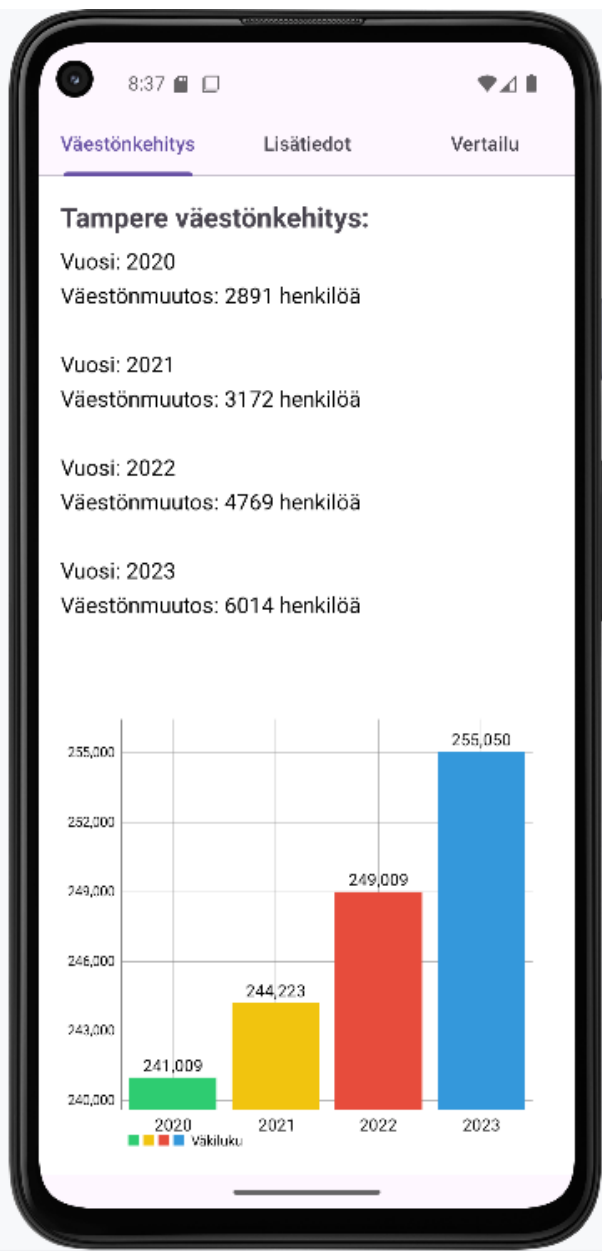 8:37
Väestönkehitys Lisätiedot Vertailu
Tampere väestönkehitys:
Vuosi: 2020
Väestönmuutos: 2891 henkilöä
Vuosi: 2021
Väestönmuutos: 3172 henkilöä
Vuosi: 2022
Väestönmuutos: 4769 henkilöä
Vuosi: 2023
Väestönmuutos: 6014 henkilöä
255,050
255,000
252,000
249,009
249,000
246,000
244,223
243,000
241,009
240,000
2020 2021 2022 2023
Väkiluku